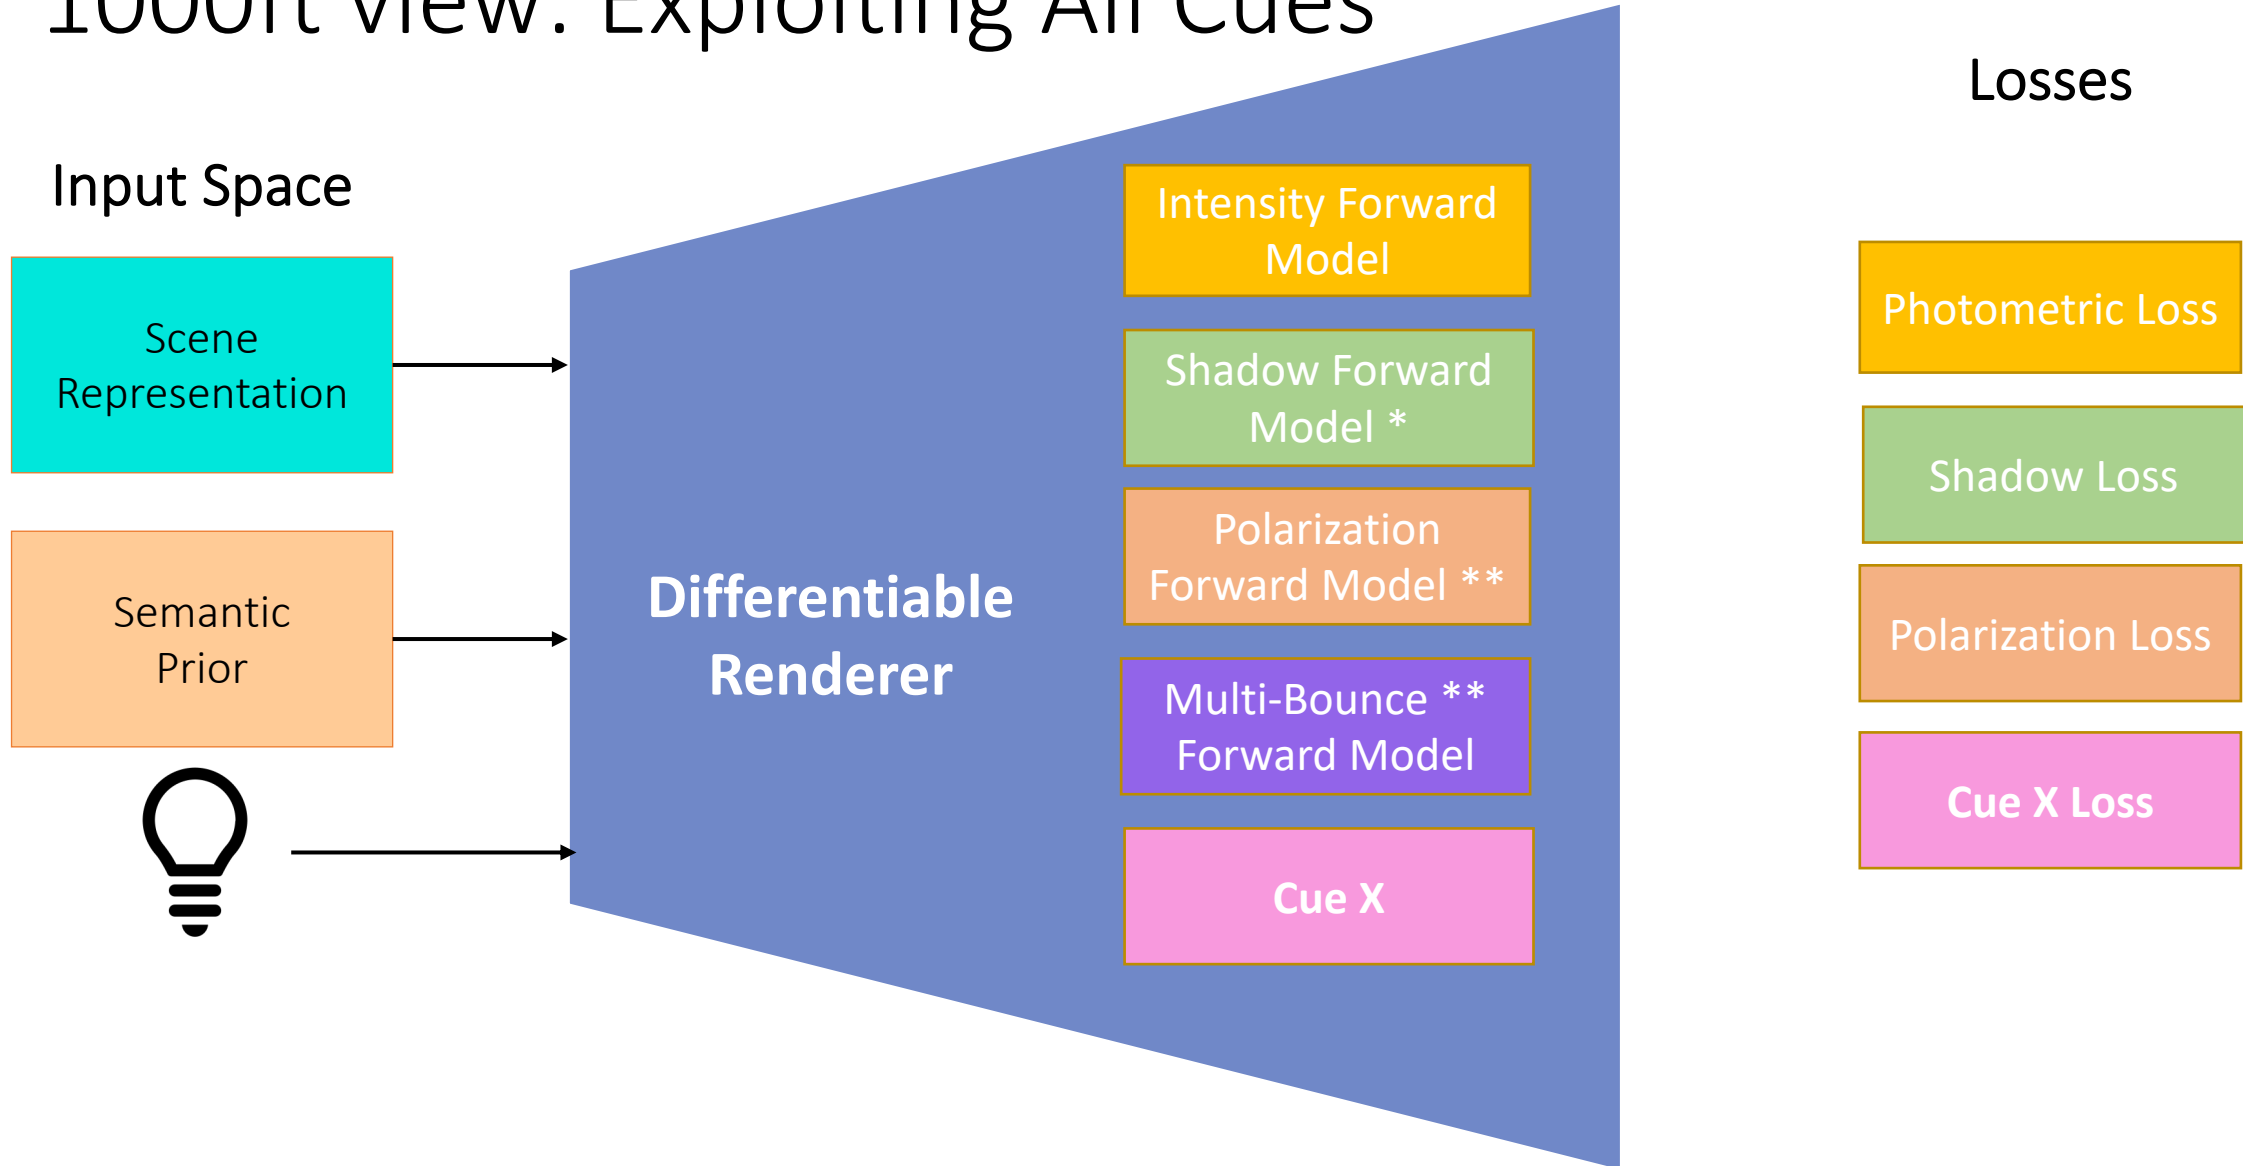 1000ft View: Exploiting All Cues
Input Space
Scene
Representation
Semantic
Prior
Differentiable
Renderer
Intensity Forward
Model
Shadow Forward
Model *
Polarization
Forward Model **
Multi-Bounce **
Forward Model
Cue X
Losses
Photometric Loss
Shadow Loss
Polarization Loss
Cue X Loss